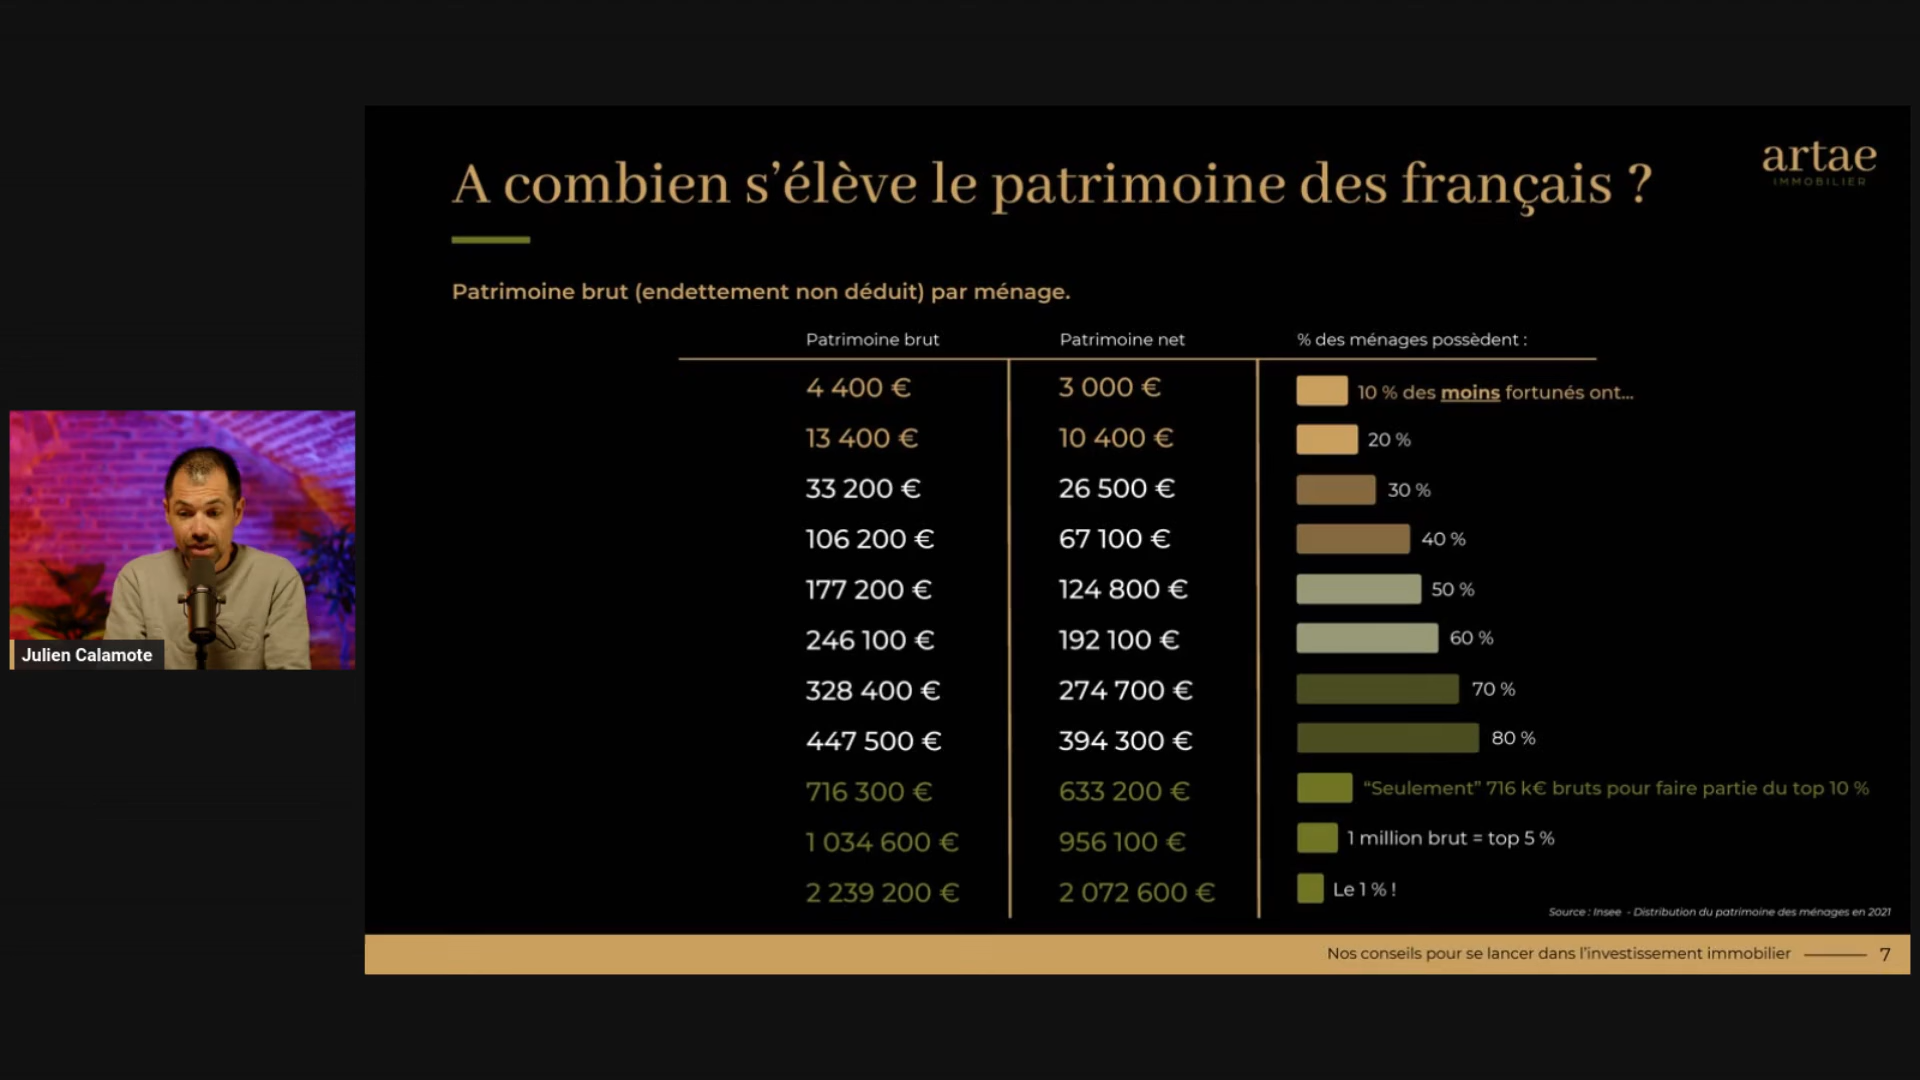 A combien s’élève le patrimoine des français ?
artae
IMMOBILIER
Patrimoine brut (endettement non déduit) par ménage.
Patrimoine brut Patrimoine net % des ménages possèdent :
4 400 € 3 000 € 10 % des moins fortunés ont...
13 400 € 10 400 € 20 %
33 200 € 26 500 € 30 %
106 200 € 67 100 € 40 %
177 200 € 124 800 € 50 %
246 100 € 192 100 € 60 %
328 400 € 274 700 € 70 %
447 500 € 394 300 € 80 %
716 300 € 633 200 € “Seulement” 716 k€ bruts pour faire partie du top 10 %
1 034 600 € 956 100 € 1 million brut = top 5 %
2 239 200 € 2 072 600 € Le 1 % !
Source : Insee - Distribution du patrimoine des ménages en 2021
Nos conseils pour se lancer dans l’investissement immobilier 7
Julien Calamote